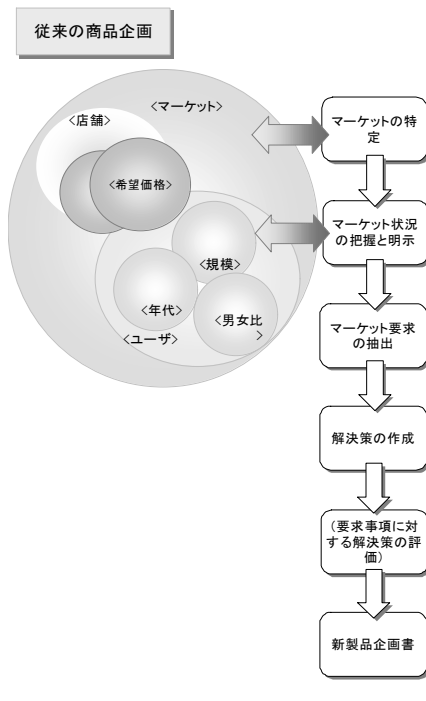 従来の商品企画
<マーケット>
<店舗>
<希望価格>
<規模>
<年代>
<男女比
>
<ユーザ>
マーケットの特
定
マーケット状況
の把握と明示
マーケット要求
の抽出
解決策の作成
(要求事項に対
する解決策の評
価)
新製品企画書